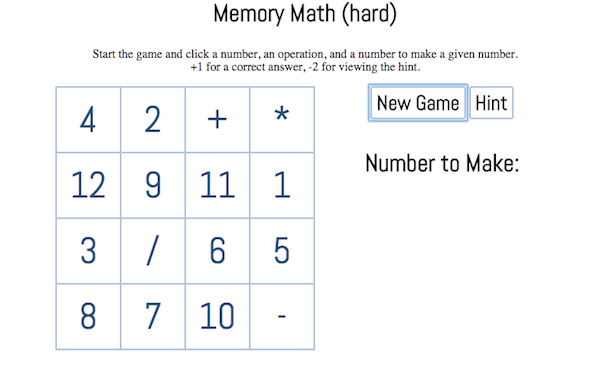 Memory Math (hard)
Start the game and click a number, an operation, and a number to make a given number.
+1 for a correct answer, -2 for viewing the hint.
New Game Hint
Number to Make:
4 2 + *
12 9 11 1
3 / 6 5
8 7 10 -